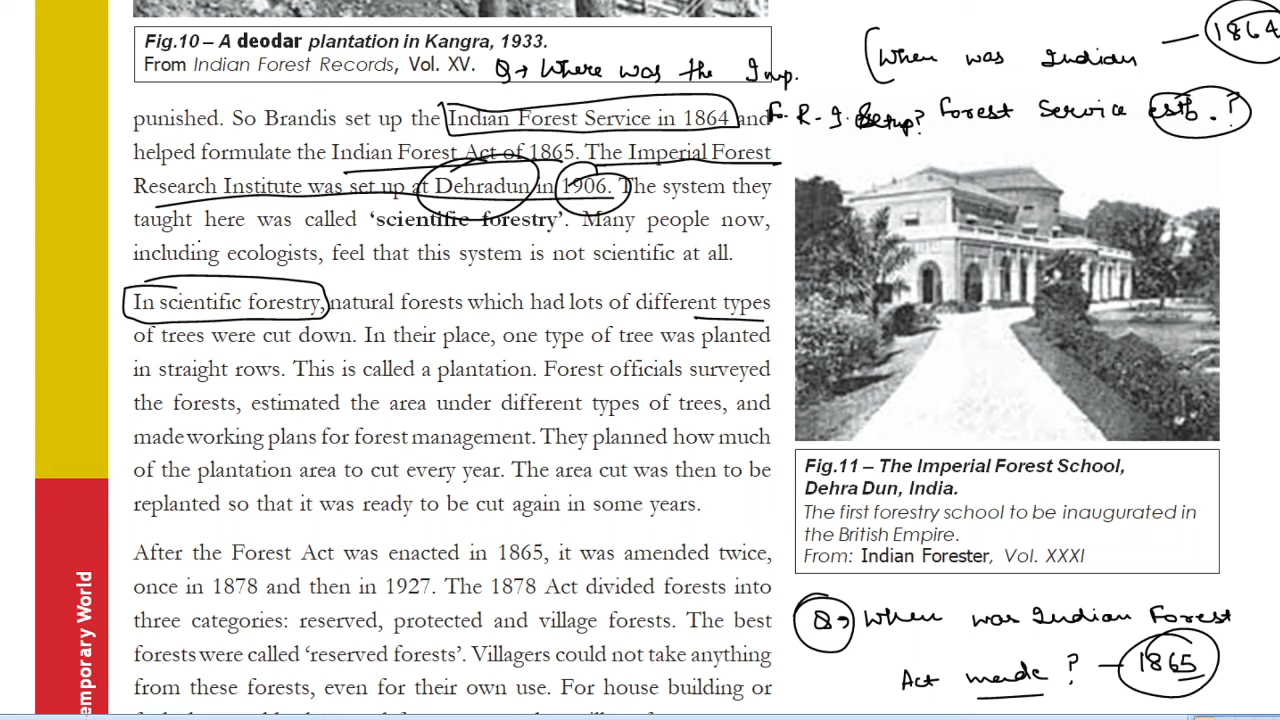 Fig.10 – A deodar plantation in Kangra, 1933.
From Indian Forest Records, Vol. XV.
Q→ Where was the Imp.
Fo. R. I. setup?
(When was Indian — 1864
Forest Service estb.?
punished. So Brandis set up the Indian Forest Service in 1864 and
helped formulate the Indian Forest Act of 1865. The Imperial Forest
Research Institute was set up at Dehradun in 1906. The system they
taught here was called ‘scientific forestry’. Many people now,
including ecologists, feel that this system is not scientific at all.
In scientific forestry, natural forests which had lots of different types
of trees were cut down. In their place, one type of tree was planted
in straight rows. This is called a plantation. Forest officials surveyed
the forests, estimated the area under different types of trees, and
made working plans for forest management. They planned how much
of the plantation area to cut every year. The area cut was then to be
replanted so that it was ready to be cut again in some years.
After the Forest Act was enacted in 1865, it was amended twice,
once in 1878 and then in 1927. The 1878 Act divided forests into
three categories: reserved, protected and village forests. The best
forests were called ‘reserved forests’. Villagers could not take anything
from these forests, even for their own use. For house building or
Fig.11 – The Imperial Forest School,
Dehra Dun, India.
The first forestry school to be inaugurated in
the British Empire.
From: Indian Forester, Vol. XXXI
Q→ When was Indian Forest
Act made? — 1865
temporary World